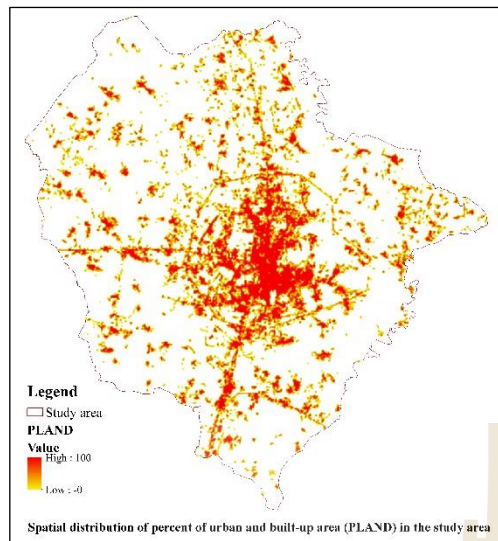 Legend
Study area
PLAND
Value
High : 100
Low : -0
Spatial distribution of percent of urban and built-up area (PLAND) in the study area